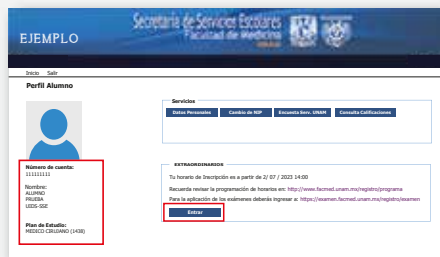 EJEMPLO
Secretaría de Servicios Escolares
Facultad de Medicina
Inicio Salir
Perfil Alumno
Servicios
Datos Personales Cambio de NIP Encuesta Serv. UNAM Consulta Calificaciones
Número de cuenta:
111111111
Nombre:
ALUMNO
PRUEBA
UIDS-SSE
Plan de Estudio:
MEDICO CIRUJANO (1438)
EXTRAORDINARIOS
Tu horario de Inscripción es a partir de 2/ 07 / 2023 14:00
Recuerda revisar la programación de horarios en: http://www.facmed.unam.mx/registro/programa
Para la aplicación de los exámenes deberás ingresar a: https://examen.facmed.unam.mx/registro/examen
Entrar